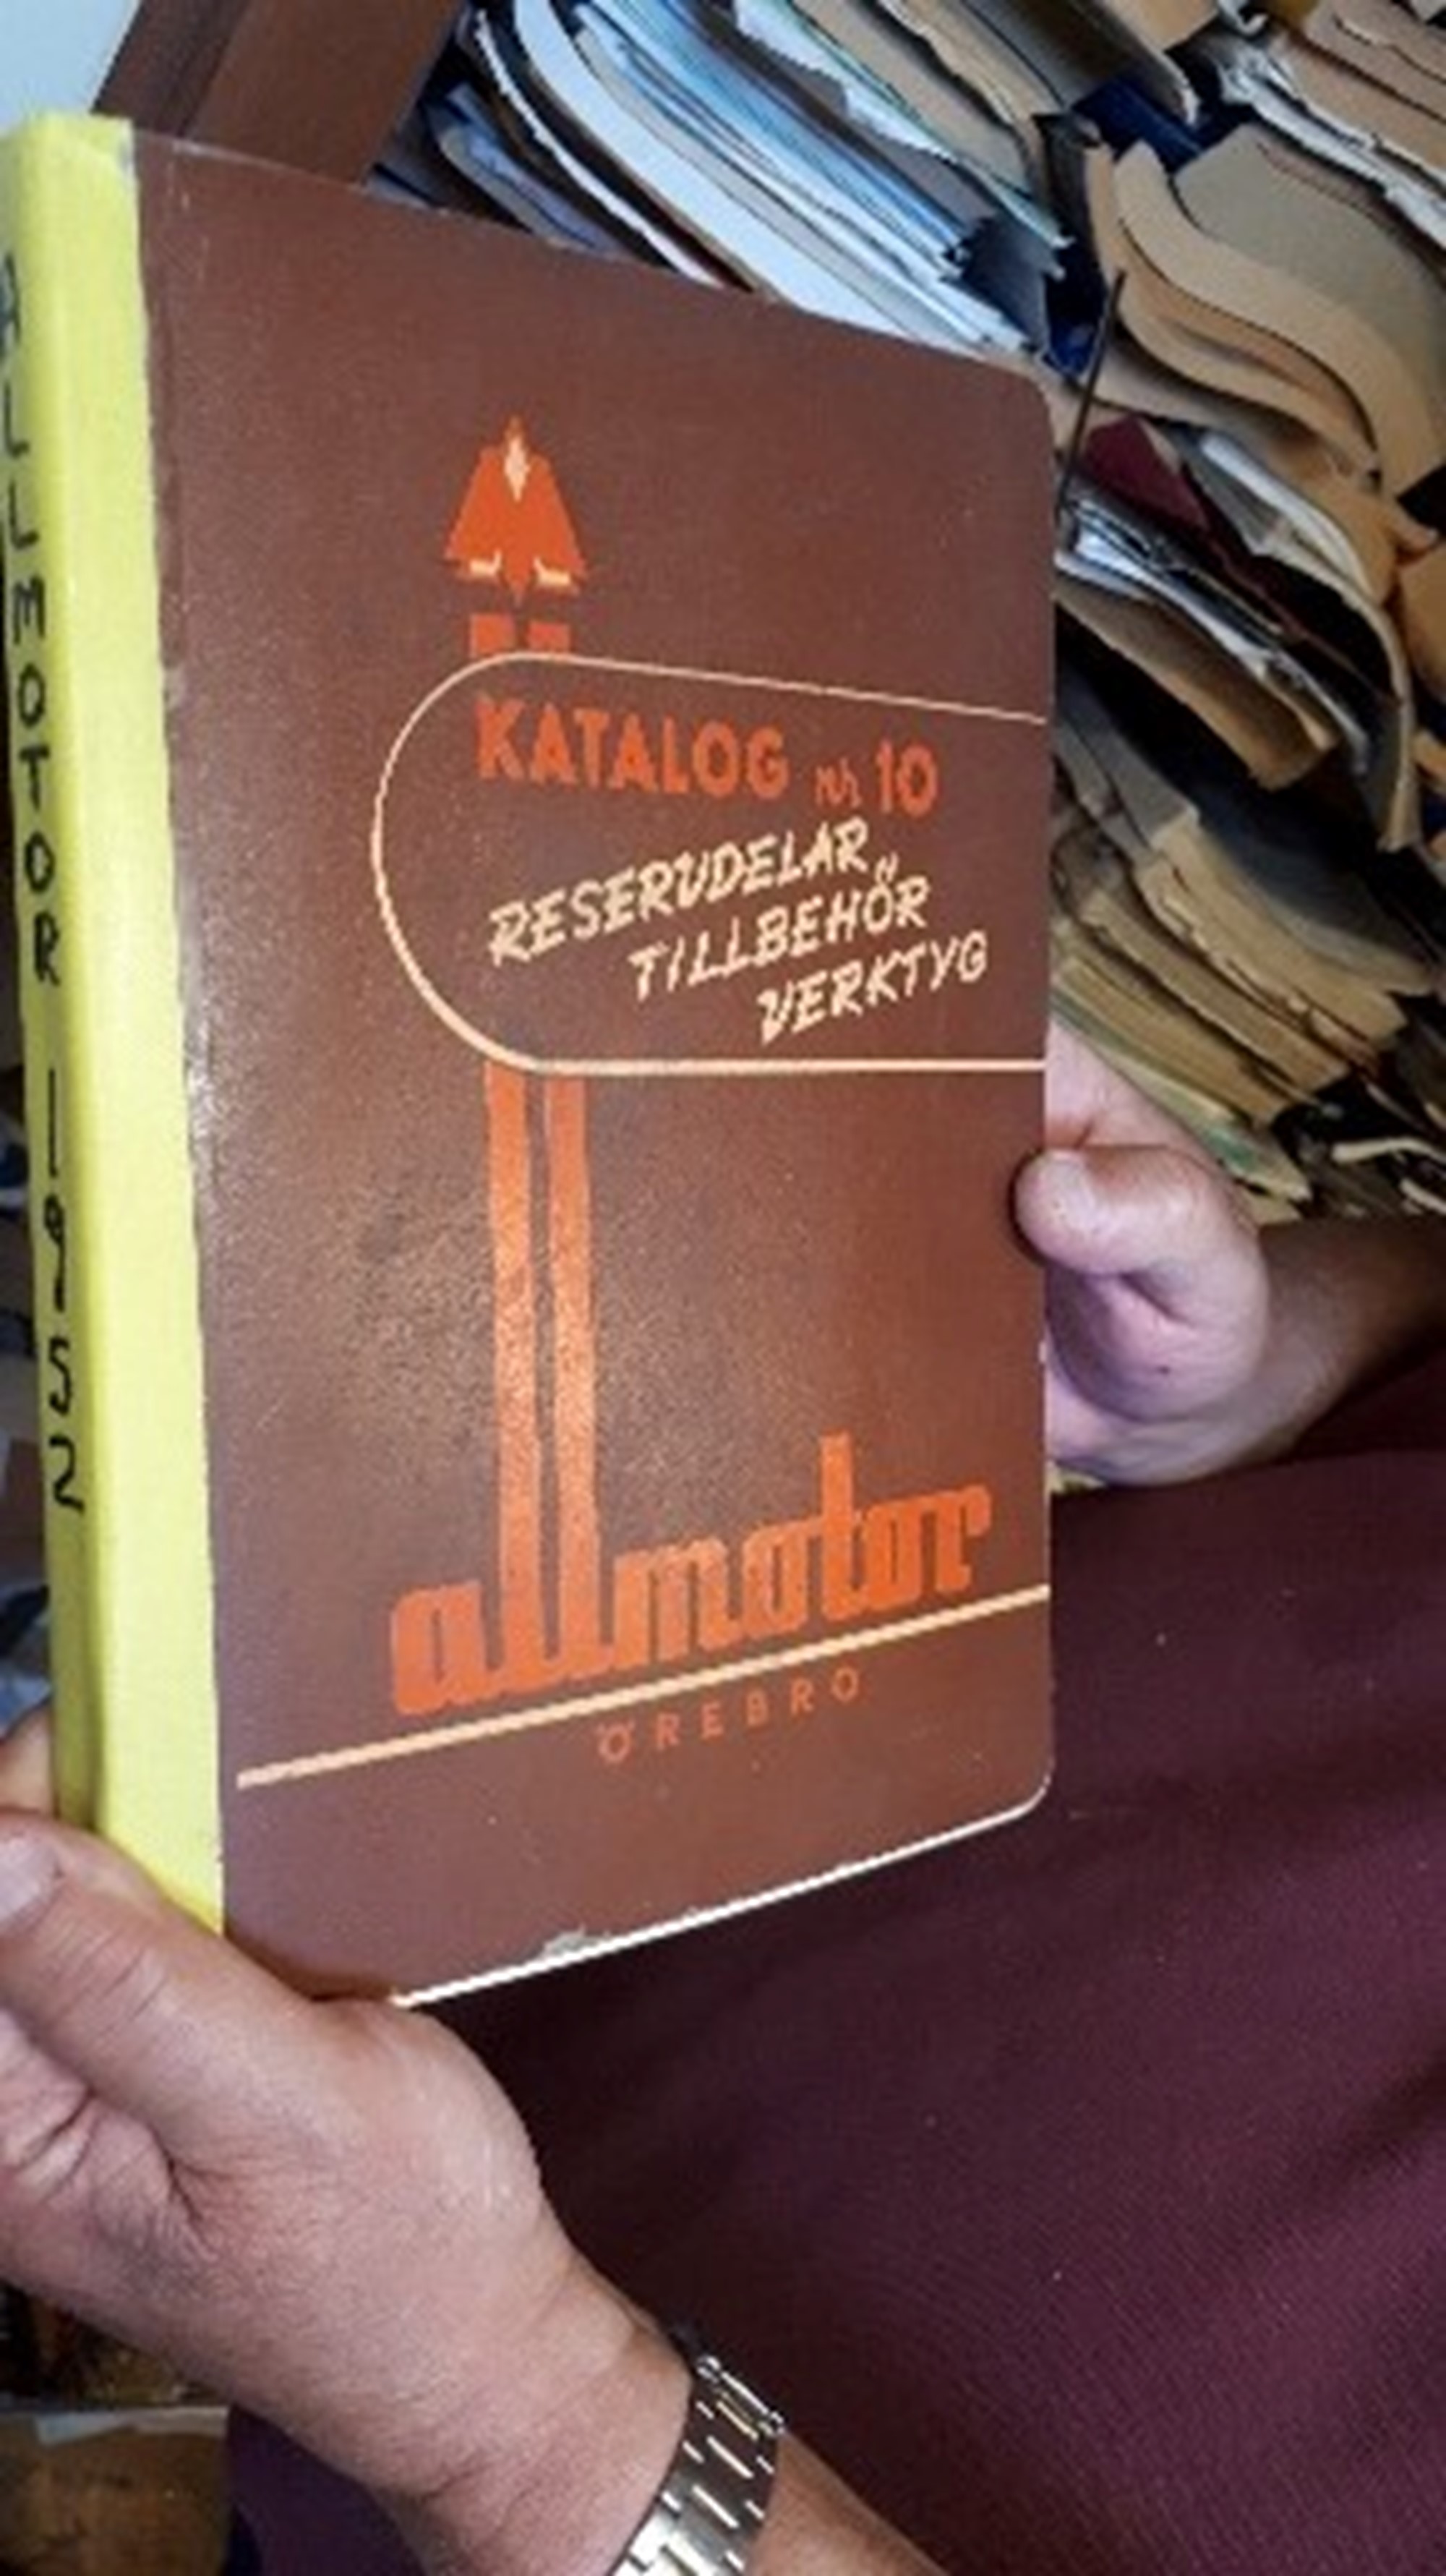 ALLMOTOR 1952
KATALOG nr 10
RESERVDELAR
TILLBEHÖR
VERKTYG
allmotor
ÖREBRO